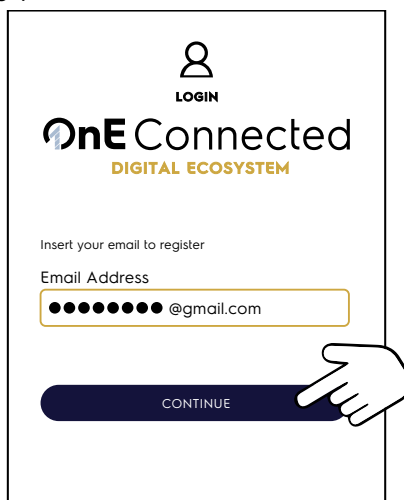 LOGIN
OnE Connected
DIGITAL ECOSYSTEM
Insert your email to register
Email Address
●●●●●●●● @gmail.com
CONTINUE